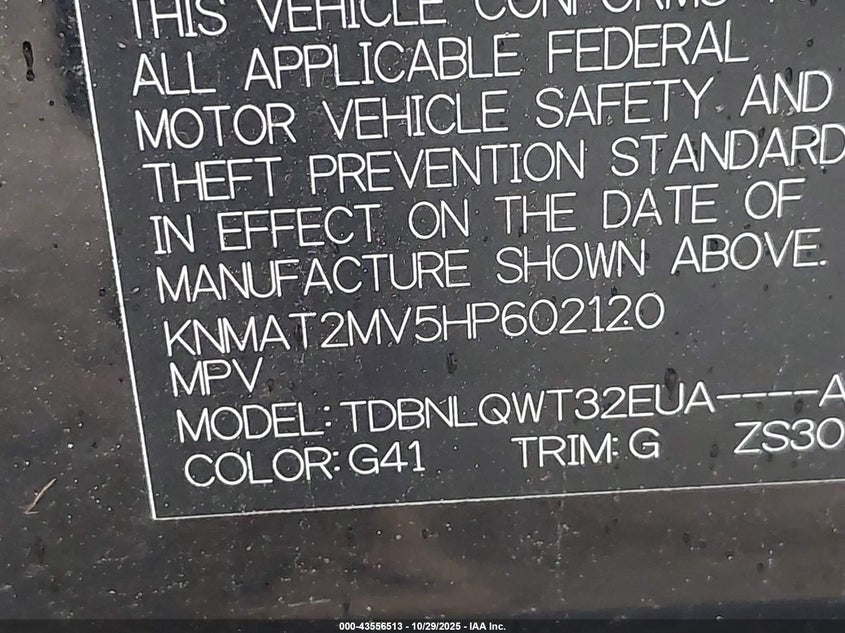 THIS VEHICLE CONFORMS
ALL APPLICABLE FEDERAL
MOTOR VEHICLE SAFETY AND
THEFT PREVENTION STANDARD
IN EFFECT ON THE DATE OF
MANUFACTURE SHOWN ABOVE.
KNMAT2MV5HP602120
MPV
MODEL:TDBNLQWT32EUA----A
COLOR:G41 TRIM:G ZS30
000-43556513 - 10/29/2025 - IAA Inc.